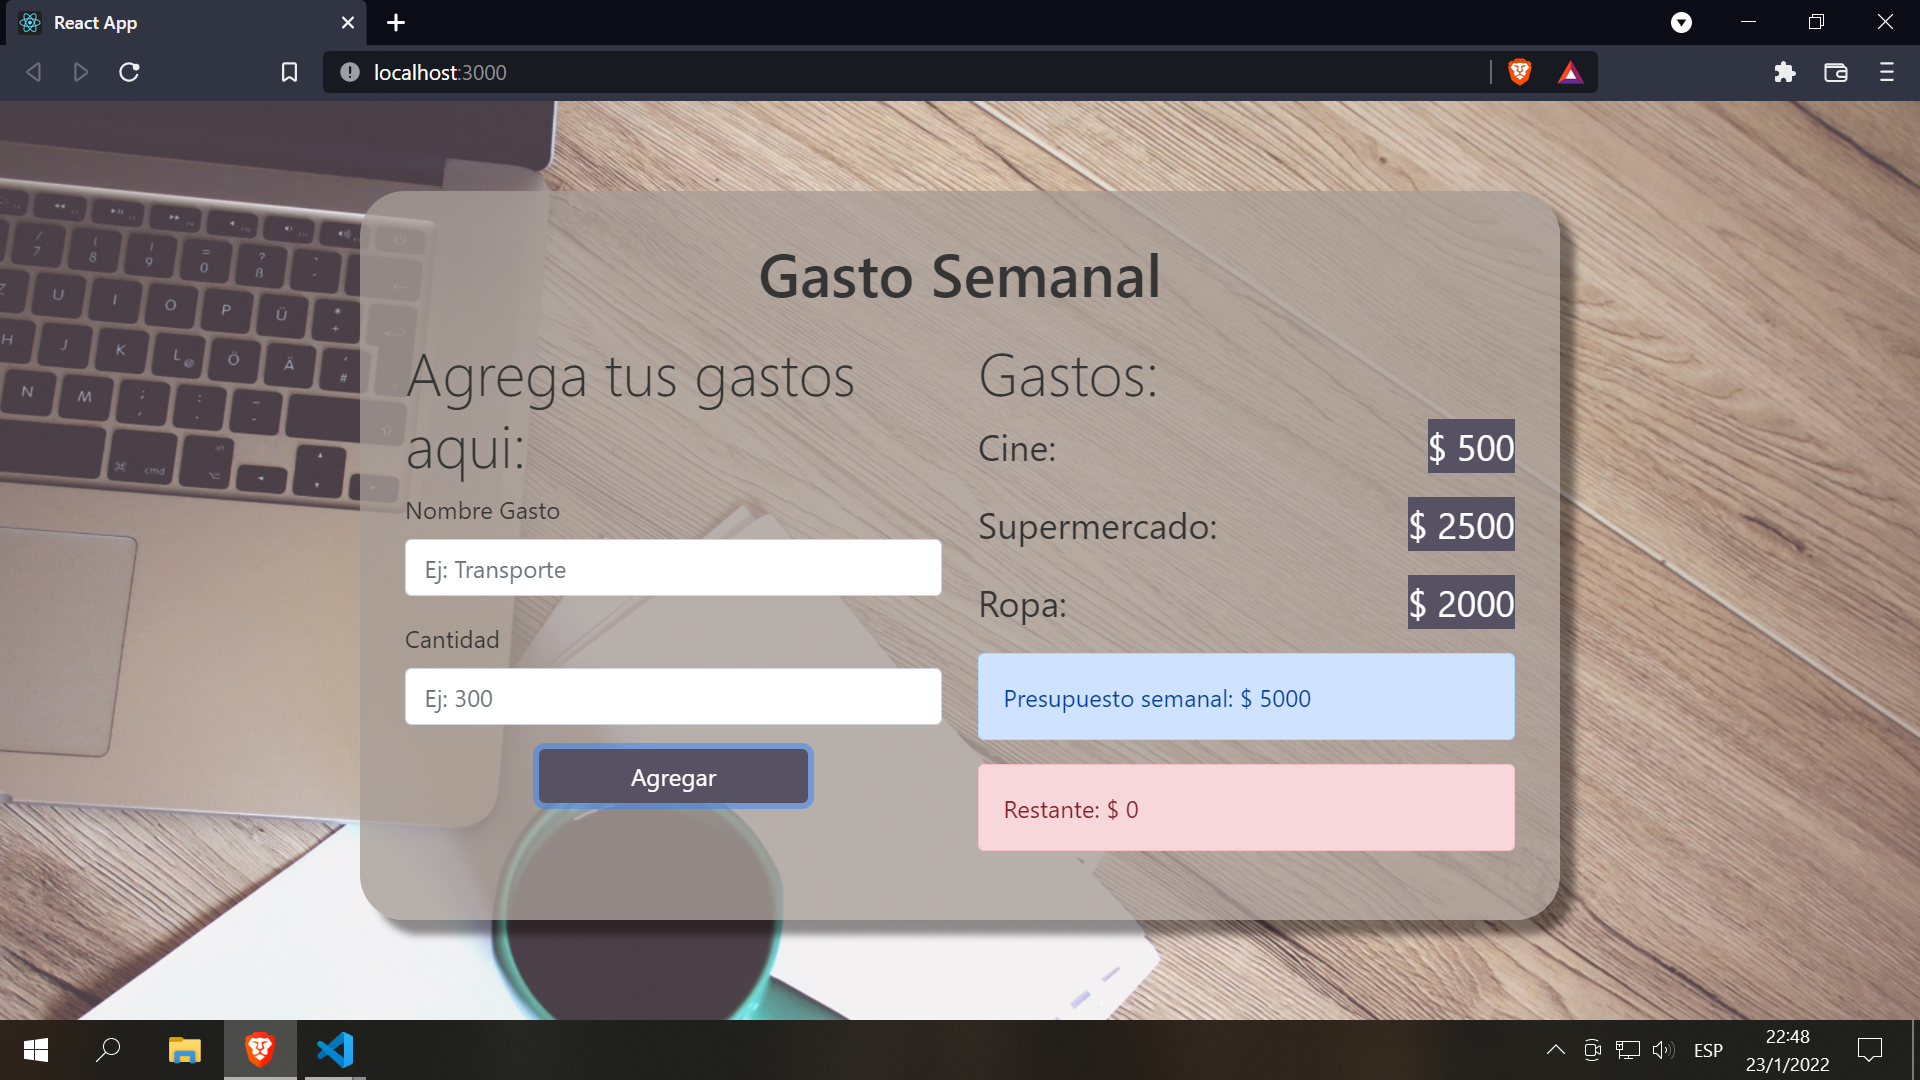 React App
localhost:3000
Gasto Semanal
Agrega tus gastos
aqui:
Nombre Gasto
Ej: Transporte
Cantidad
Ej: 300
Agregar
Gastos:
Cine: $ 500
Supermercado: $ 2500
Ropa: $ 2000
Presupuesto semanal: $ 5000
Restante: $ 0
ESP
22:48
23/1/2022